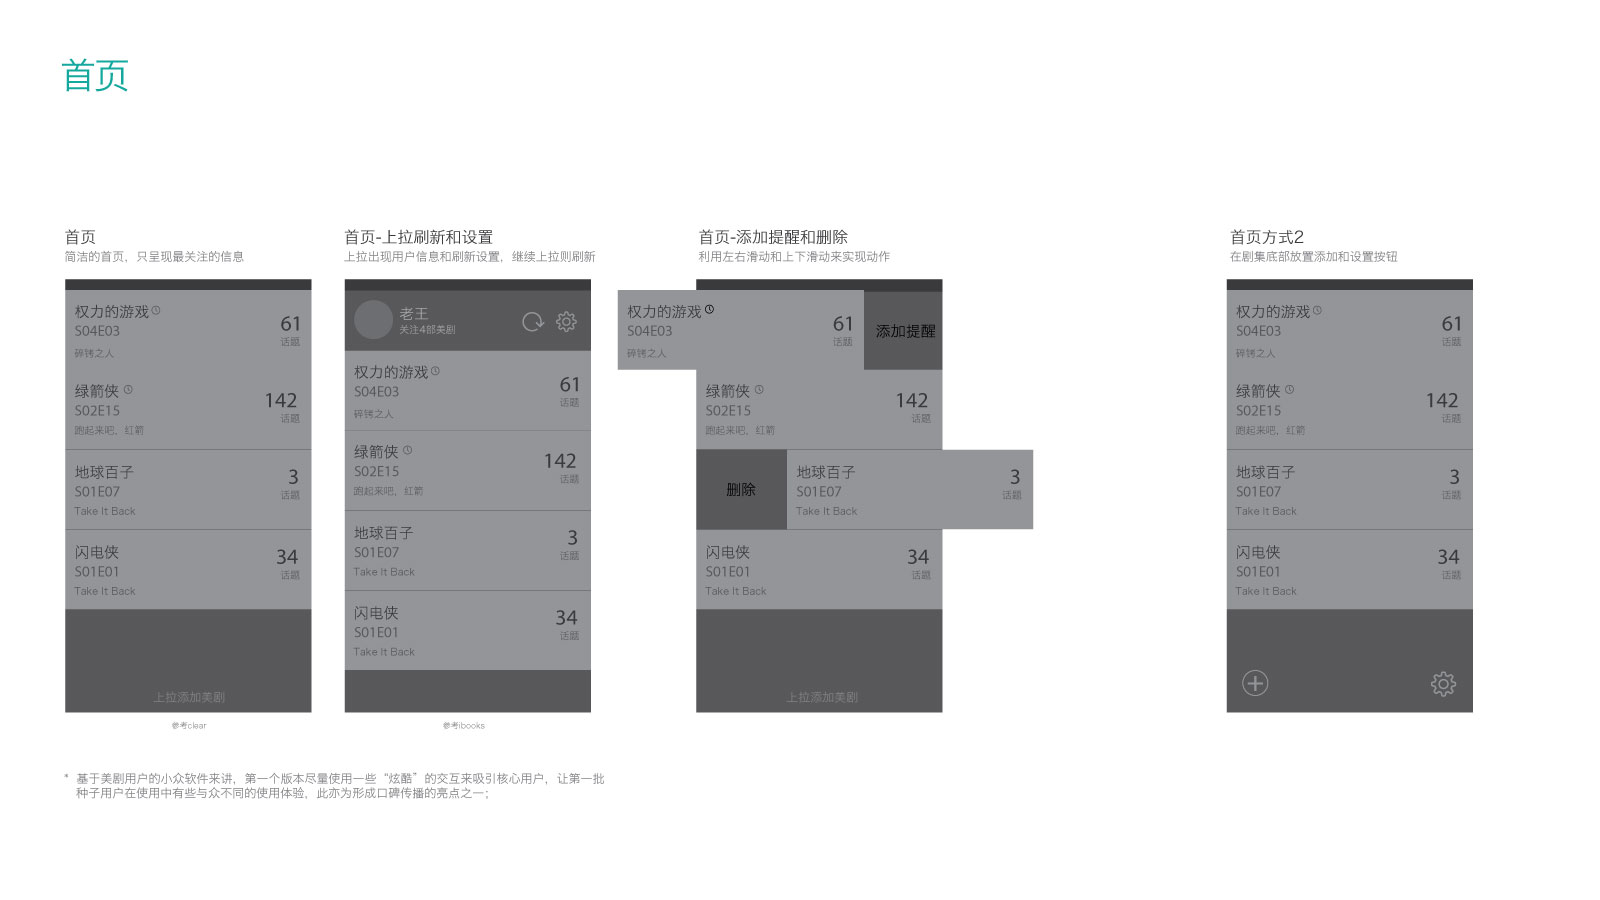 首页
首页
简洁的首页，只呈现最关注的信息
权力的游戏
S04E03
碎镣之人
61
话题
绿箭侠
S02E15
跑起来吧，红箭
142
话题
地球百子
S01E07
Take It Back
3
话题
闪电侠
S01E01
Take It Back
34
话题
上拉添加美剧
参考clear
首页-上拉刷新和设置
上拉出现用户信息和刷新设置，继续上拉则刷新
老王
关注4部美剧
权力的游戏
S04E03
碎镣之人
61
话题
绿箭侠
S02E15
跑起来吧，红箭
142
话题
地球百子
S01E07
Take It Back
3
话题
闪电侠
S01E01
Take It Back
34
话题
参考ibooks
首页-添加提醒和删除
利用左右滑动和上下滑动来实现动作
权力的游戏
S04E03
碎镣之人
61
话题
添加提醒
绿箭侠
S02E15
跑起来吧，红箭
142
话题
删除
地球百子
S01E07
Take It Back
3
话题
闪电侠
S01E01
Take It Back
34
话题
上拉添加美剧
首页方式2
在剧集底部放置添加和设置按钮
权力的游戏
S04E03
碎镣之人
61
话题
绿箭侠
S02E15
跑起来吧，红箭
142
话题
地球百子
S01E07
Take It Back
3
话题
闪电侠
S01E01
Take It Back
34
话题
* 基于美剧用户的小众软件来讲，第一个版本尽量使用一些“炫酷”的交互来吸引核心用户，让第一批
种子用户在使用中有些与众不同的使用体验，此亦为形成口碑传播的亮点之一；